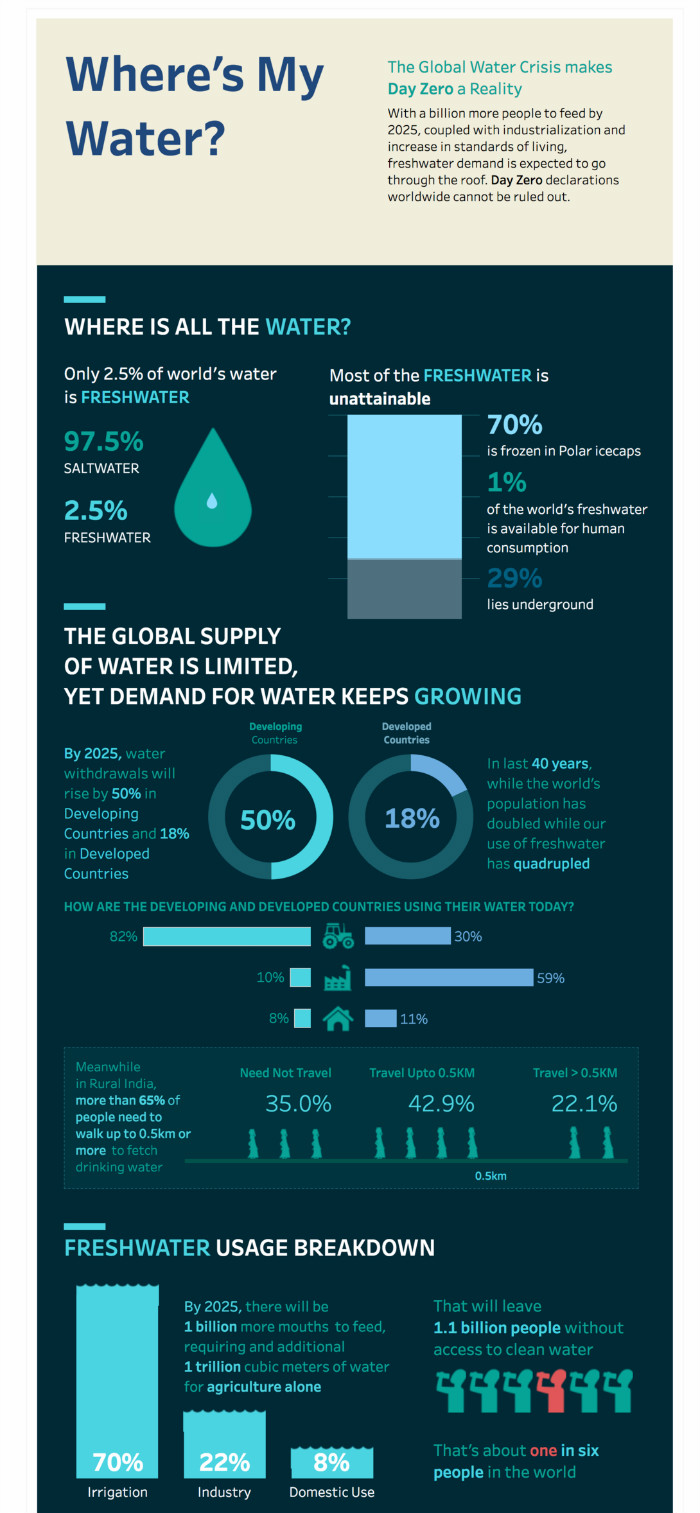 Where's My
Water?
The Global Water Crisis makes
Day Zero a Reality
With a billion more people to feed by
2025, coupled with industrialization and
increase in standards of living,
freshwater demand is expected to go
through the roof. Day Zero declarations
worldwide cannot be ruled out.
WHERE IS ALL THE WATER?
Only 2.5% of world's water
is FRESHWATER
97.5%
SALTWATER
2.5%
FRESHWATER
Most of the FRESHWATER is
unattainable
70%
is frozen in Polar icecaps
1%
of the world's freshwater
is available for human
consumption
29%
lies underground
THE GLOBAL SUPPLY
OF WATER IS LIMITED,
YET DEMAND FOR WATER KEEPS GROWING
By 2025, water
withdrawals will
rise by 50% in
Developing
Countries and 18%
in Developed
Countries
Developing
Countries
50%
Developed
Countries
18%
In last 40 years,
while the world's
population has
doubled while our
use of freshwater
has quadrupled
HOW ARE THE DEVELOPING AND DEVELOPED COUNTRIES USING THEIR WATER TODAY?
82% 30%
10% 59%
8% 11%
Meanwhile
in Rural India,
more than 65% of
people need to
walk up to 0.5km or
more to fetch
drinking water
Need Not Travel
35.0%
Travel Upto 0.5KM
42.9%
Travel > 0.5KM
22.1%
0.5km
FRESHWATER USAGE BREAKDOWN
By 2025, there will be
1 billion more mouths to feed,
requiring and additional
1 trillion cubic meters of water
for agriculture alone
70%
Irrigation
22%
Industry
8%
Domestic Use
That will leave
1.1 billion people without
access to clean water
That's about one in six
people in the world